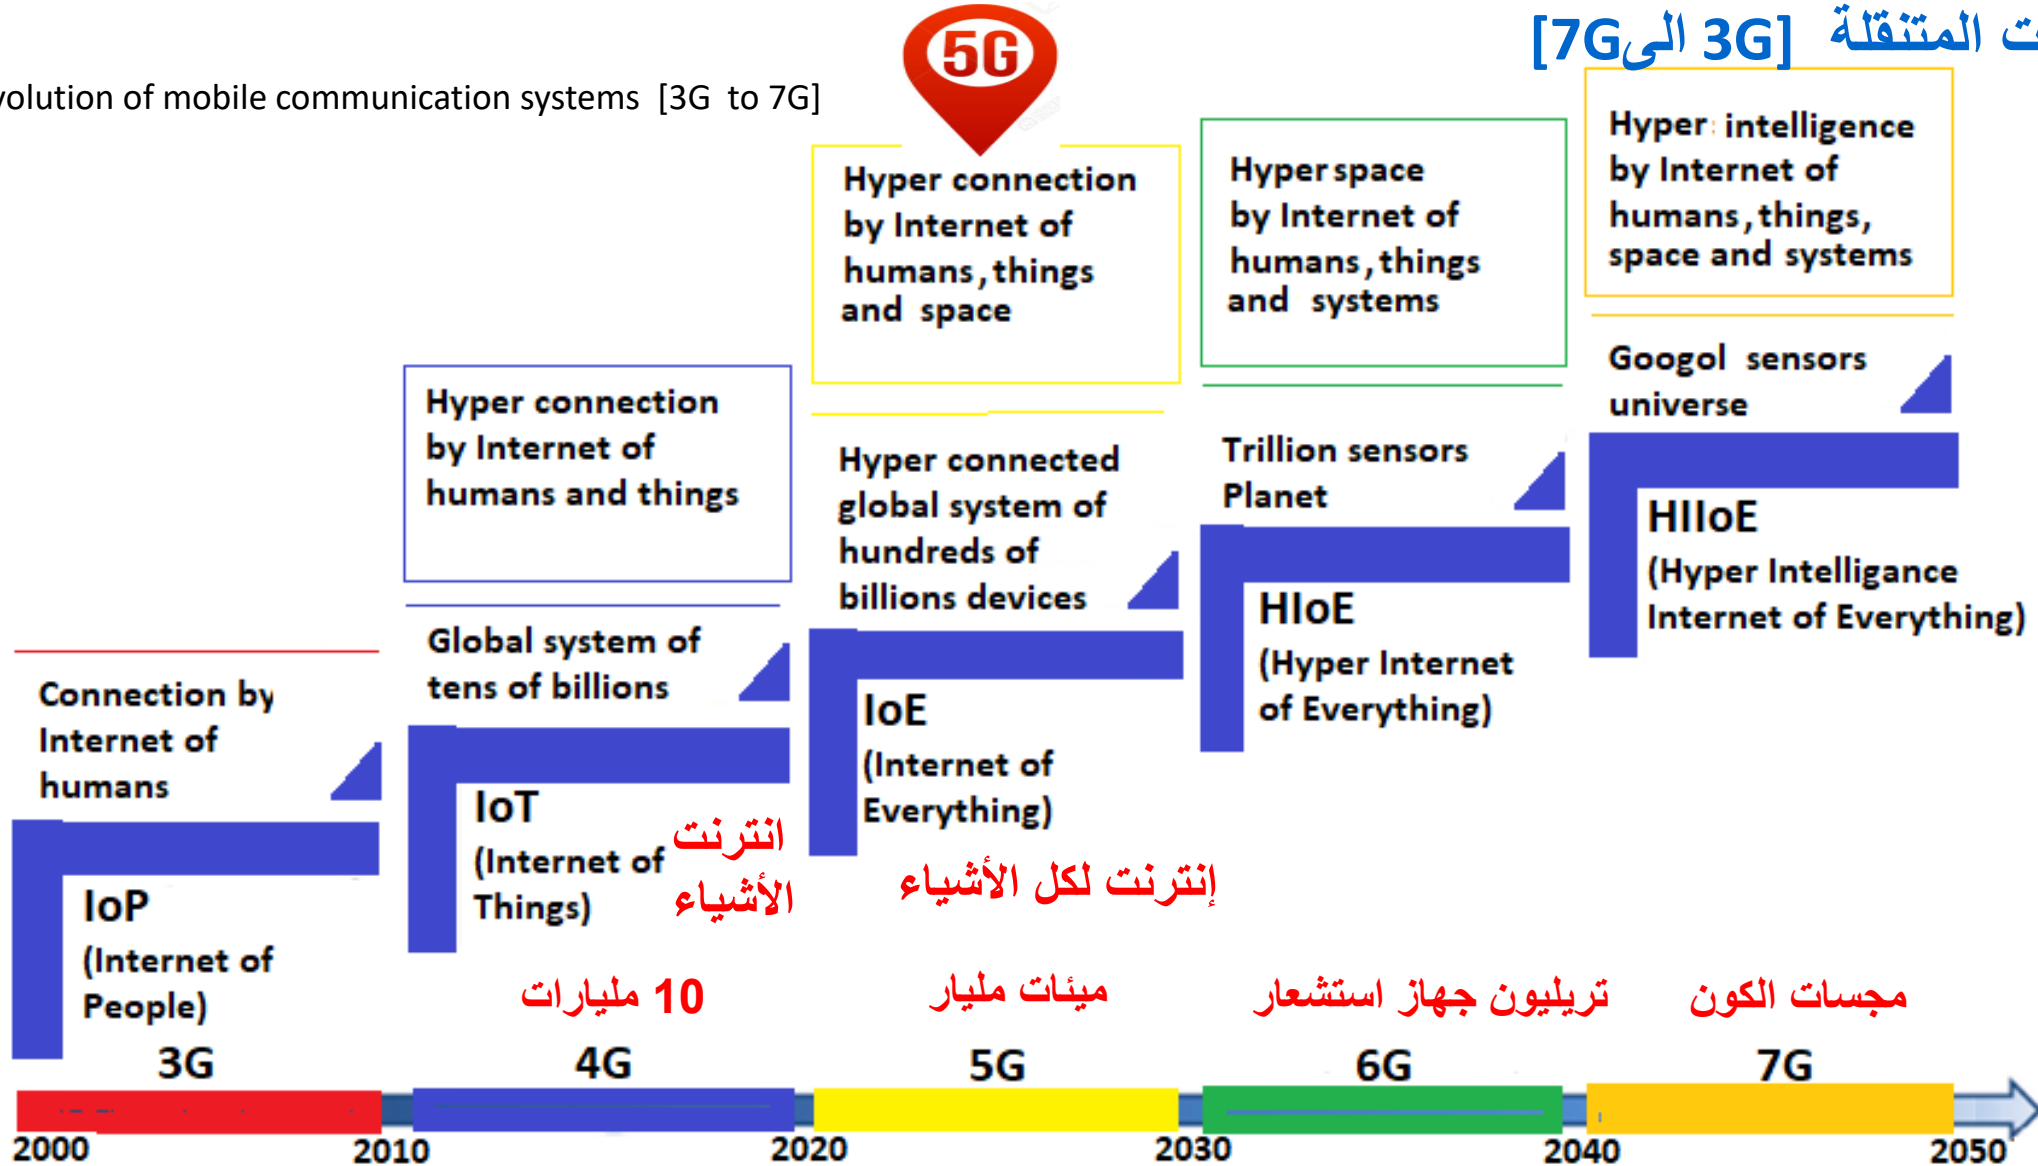 المتنقلة [3G الى7G]
5G
volution of mobile communication systems [3G to 7G]
Connection by
Internet of
humans
IoP
(Internet of
People)
Hyper connection
by Internet of
humans and things
Global system of
tens of billions
IoT
(Internet of
Things)
انترنت
الأشياء
10 مليارات
Hyper connection
by Internet of
humans, things
and space
Hyper connected
global system of
hundreds of
billions devices
IoE
(Internet of
Everything)
إنترنت لكل الأشياء
ميئات مليار
Hyper space
by Internet of
humans, things
and systems
Trillion sensors
Planet
HIoE
(Hyper Internet
of Everything)
تريليون جهاز استشعار
Hyper intelligence
by Internet of
humans, things,
space and systems
Googol sensors
universe
HIIoE
(Hyper Intelligance
Internet of Everything)
مجسات الكون
3G 4G 5G 6G 7G
2000 2010 2020 2030 2040 2050